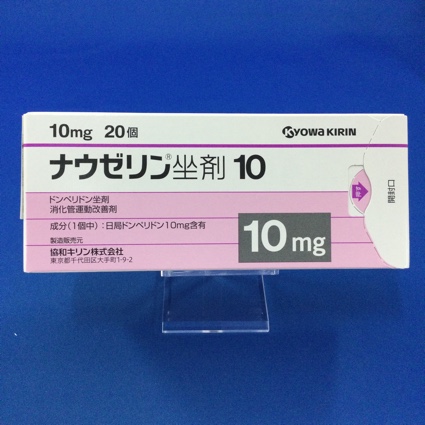 10mg 20個
KYOWA KIRIN
ナウゼリン®坐剤 10
ドンペリドン坐剤
消化管運動改善剤
成分(1個中):日局ドンペリドン10mg含有
10 mg
製造販売元
協和キリン株式会社
東京都千代田区大手町1-9-2
開封口